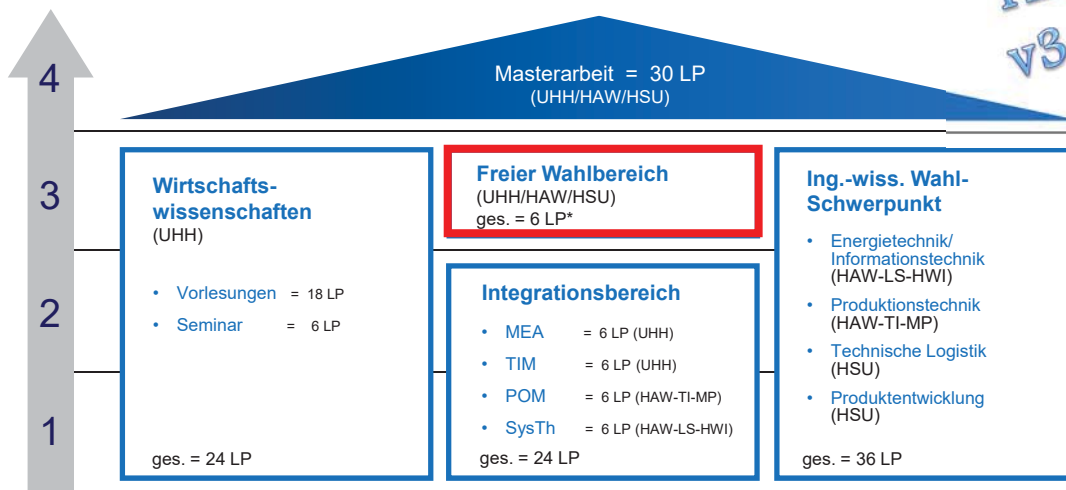 v3
4
Masterarbeit = 30 LP
(UHH/HAW/HSU)
3
2
1
Wirtschafts-
wissenschaften
(UHH)
• Vorlesungen = 18 LP
• Seminar = 6 LP
ges. = 24 LP
Freier Wahlbereich
(UHH/HAW/HSU)
ges. = 6 LP*
Integrationsbereich
• MEA = 6 LP (UHH)
• TIM = 6 LP (UHH)
• POM = 6 LP (HAW-TI-MP)
• SysTh = 6 LP (HAW-LS-HWI)
ges. = 24 LP
Ing.-wiss. Wahl-
Schwerpunkt
• Energietechnik/
Informationstechnik
(HAW-LS-HWI)
• Produktionstechnik
(HAW-TI-MP)
• Technische Logistik
(HSU)
• Produktentwicklung
(HSU)
ges. = 36 LP